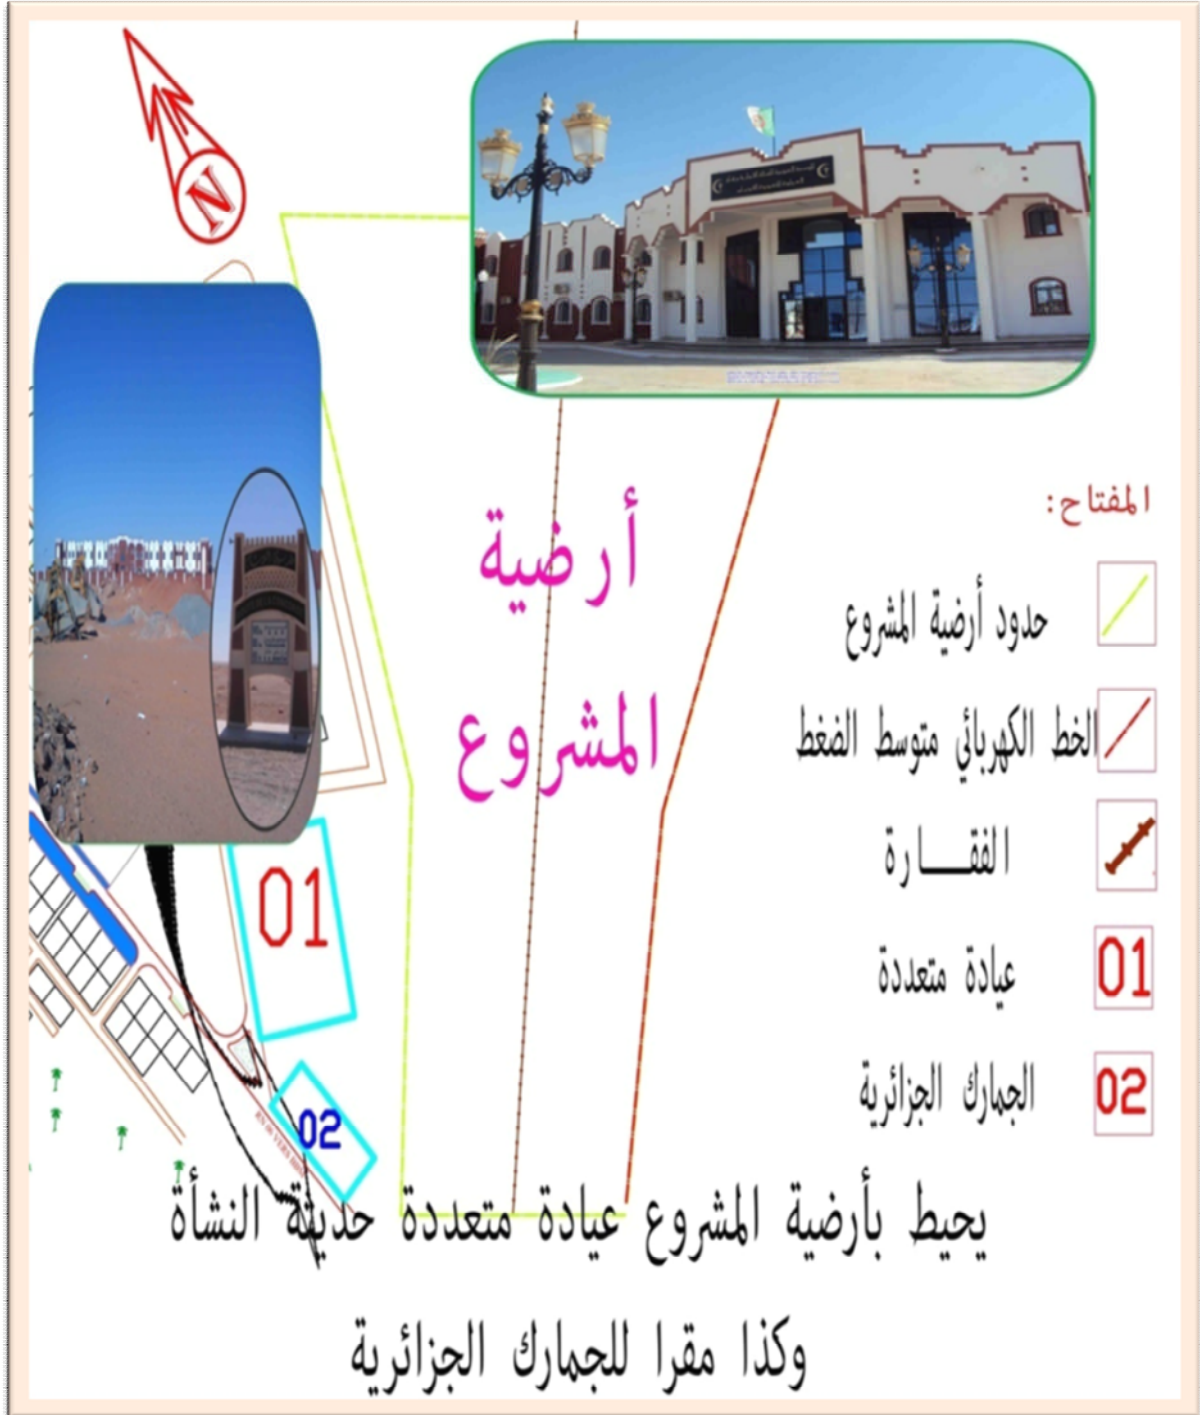 N
أرضية
المشروع
المفتاح:
حدود أرضية المشروع
الخط الكهربائي متوسط الضغط
الفقـــارة
01
عيادة متعددة
02
الجمارك الجزائرية
01
02
يحيط بأرضية المشروع عيادة متعددة حديثة النشأة
وكذا مقرا للجمارك الجزائرية